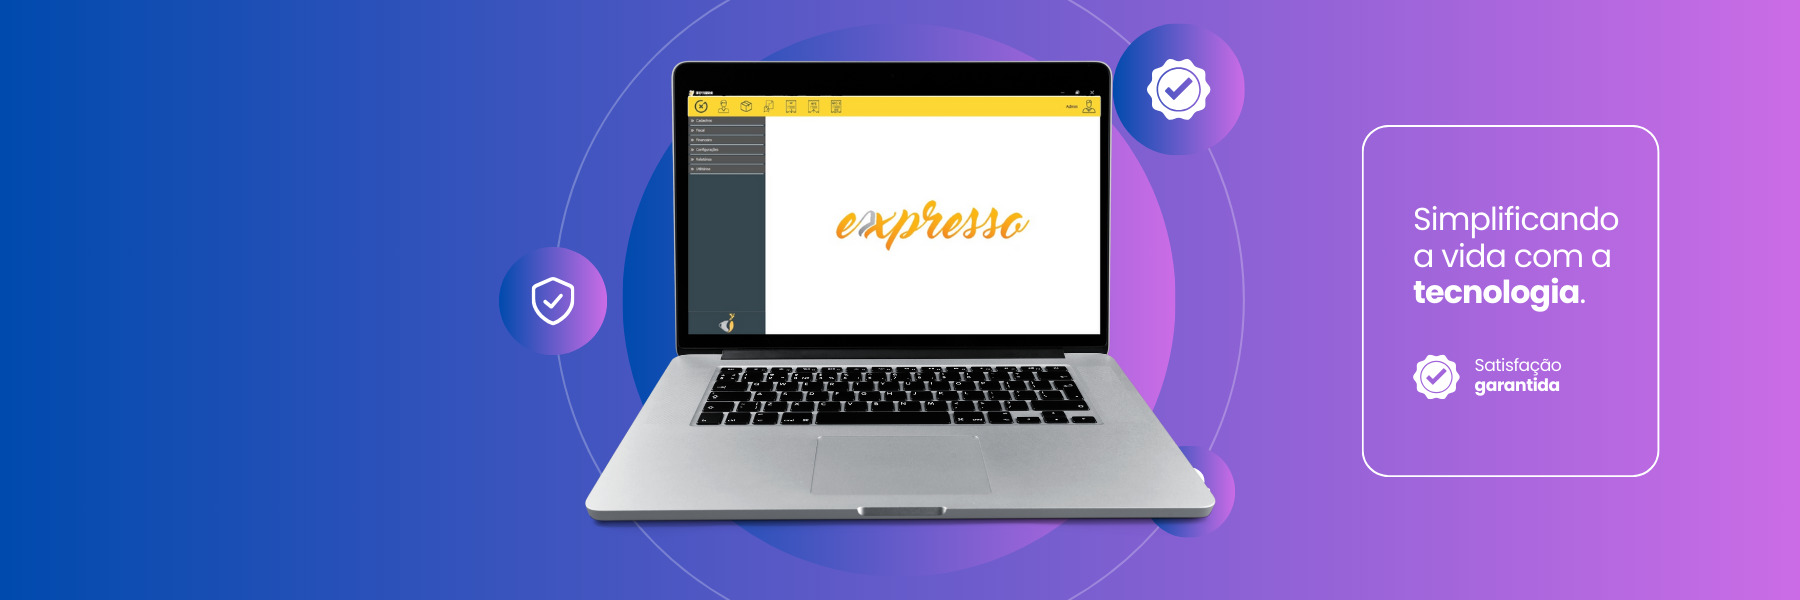 Admin
Cadastros
Fiscal
Financeiro
Configurações
Relatórios
Utilitários
expresso
Simplificando
a vida com a
tecnologia.
Satisfação
garantida